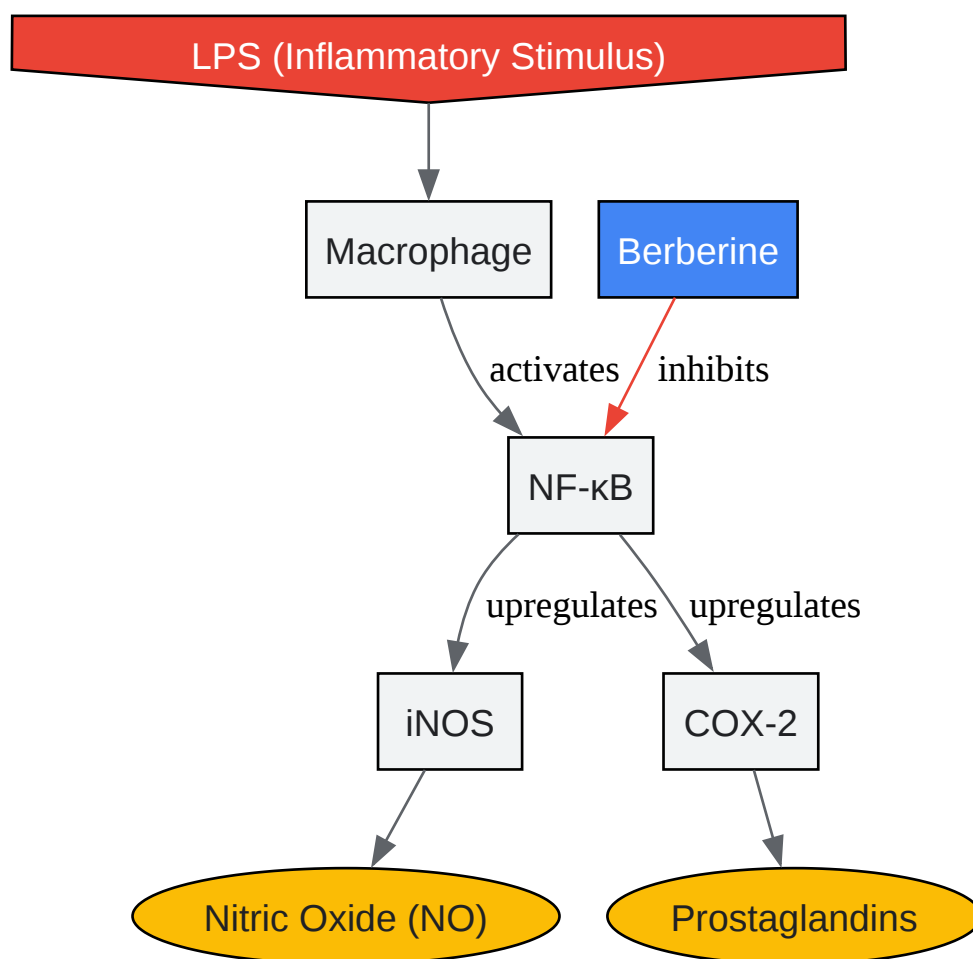 LPS (Inflammatory Stimulus)
Macrophage
Berberine
activates
inhibits
NF-κB
upregulates
upregulates
iNOS
COX-2
Nitric Oxide (NO)
Prostaglandins